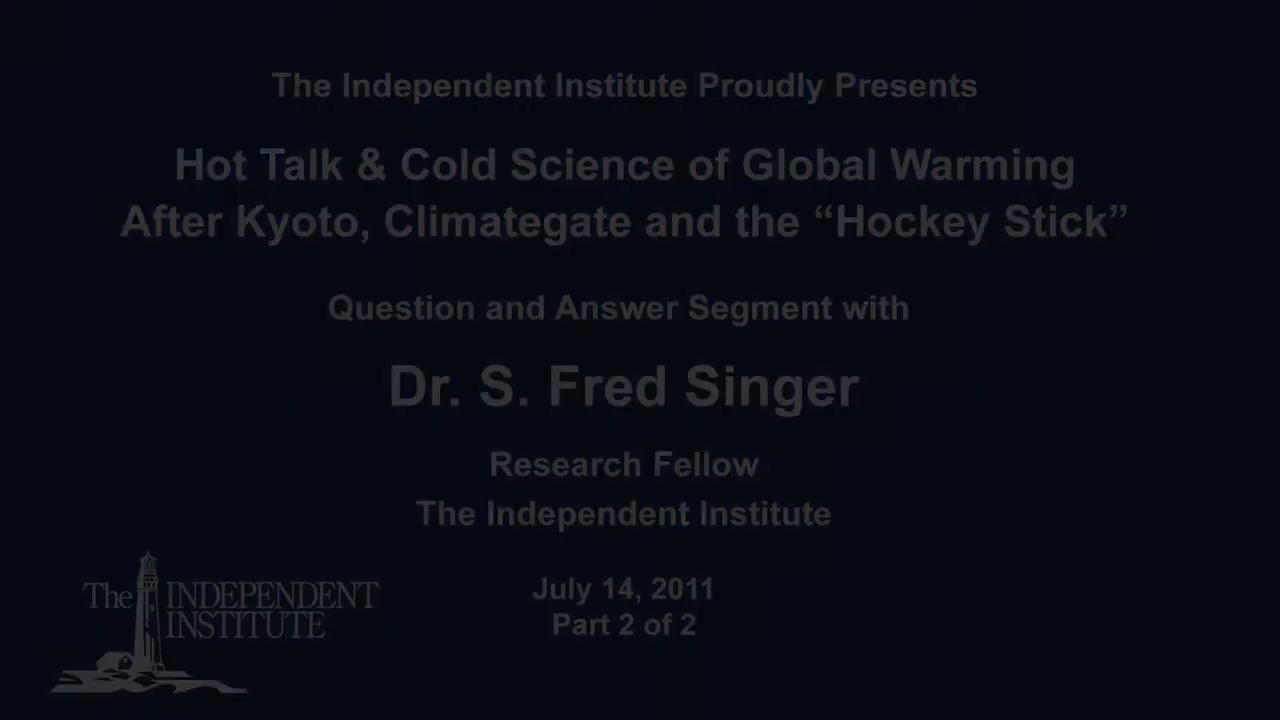 The Independent Institute Proudly Presents
Hot Talk & Cold Science of Global Warming
After Kyoto, Climategate and the “Hockey Stick”
Question and Answer Segment with
Dr. S. Fred Singer
Research Fellow
The Independent Institute
July 14, 2011
Part 2 of 2
The INDEPENDENT
INSTITUTE